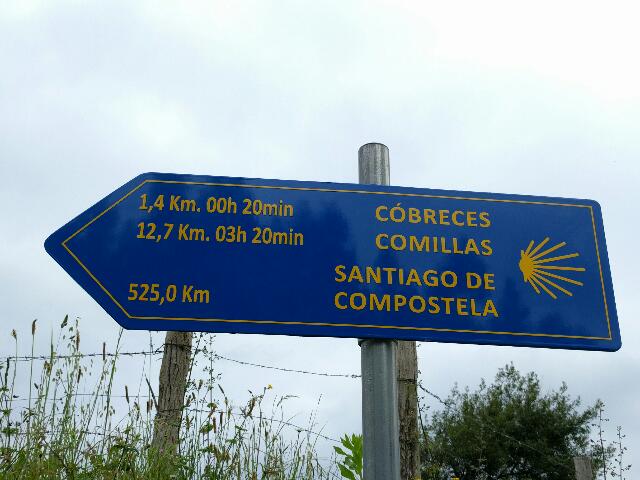 1,4 Km. 00h 20min CÓBRECES
12,7 Km. 03h 20min COMILLAS
525,0 Km SANTIAGO DE
COMPOSTELA